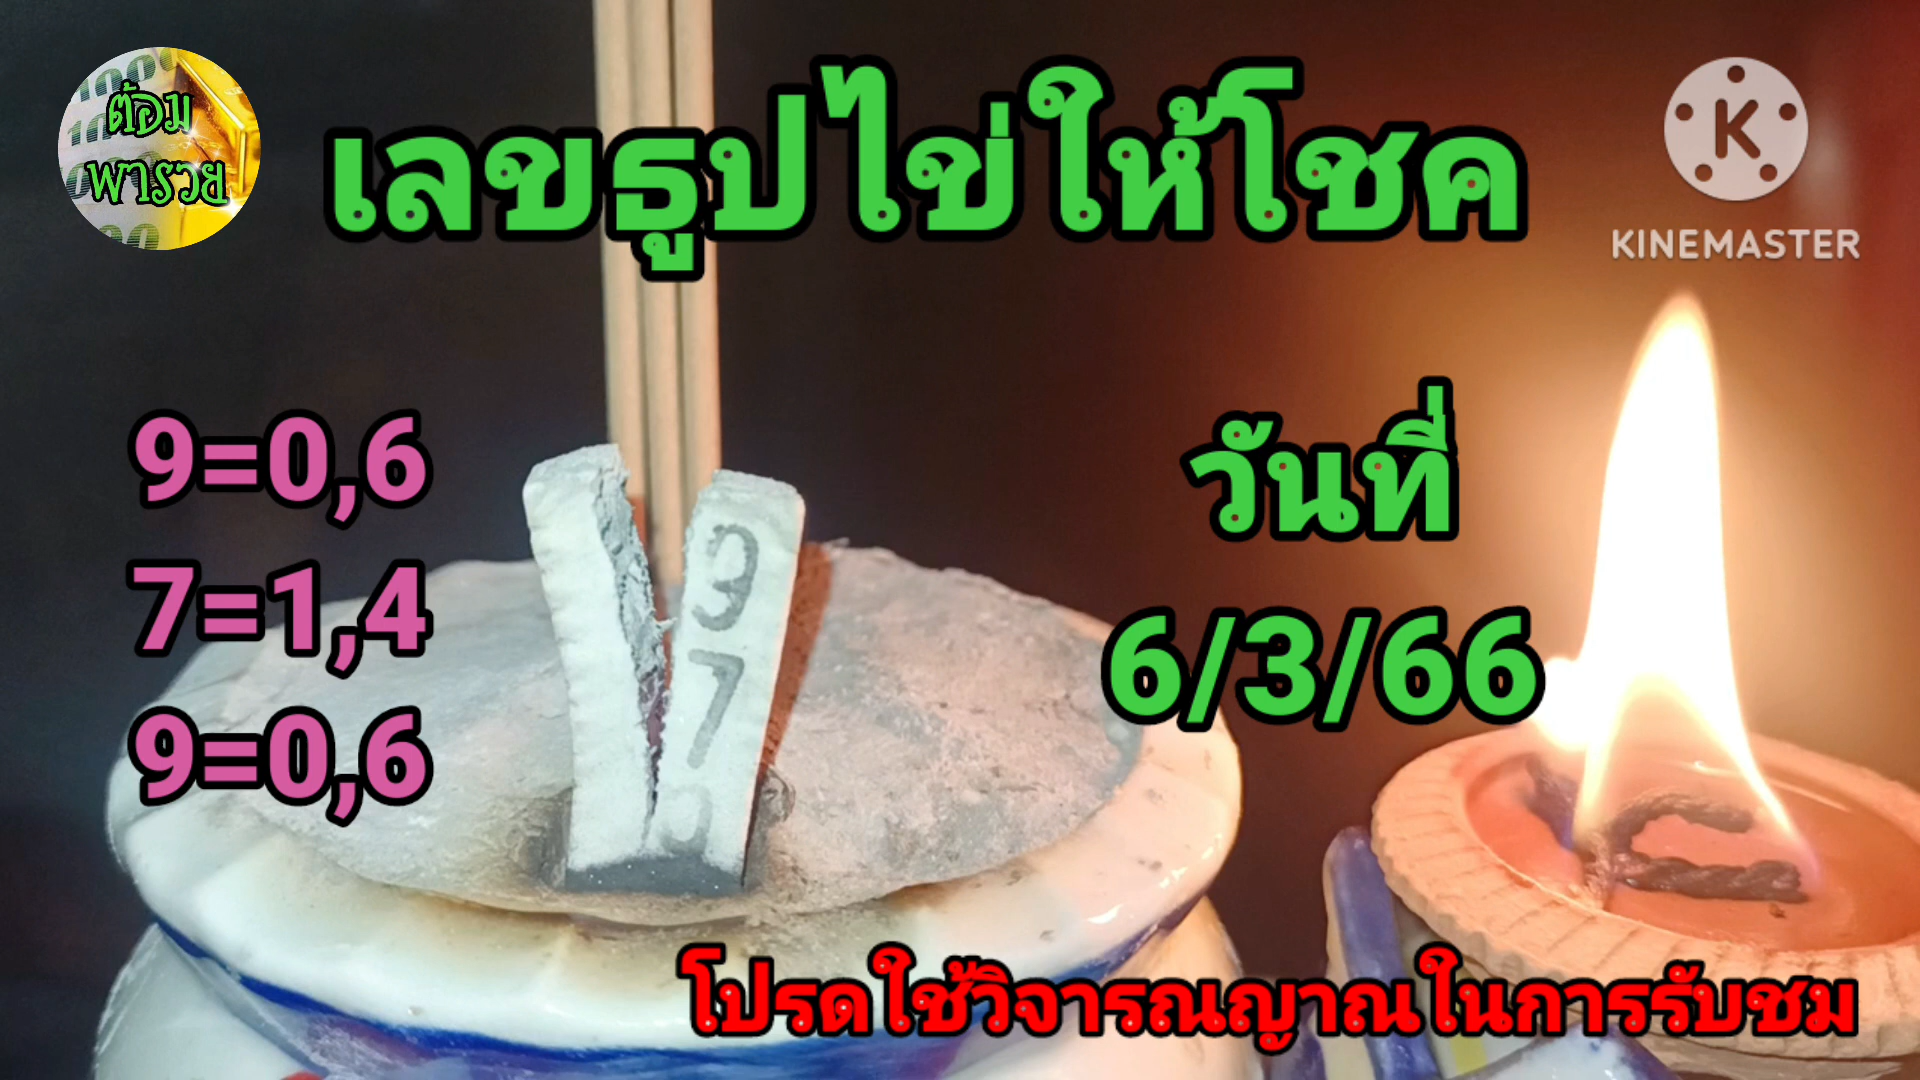 ต้อม
พารวย
เลขธูปไข่ให้โชค
K
KINEMASTER
9=0,6
7=1,4
9=0,6
9
7
9
วันที่
6/3/66
โปรดใช้วิจารณญาณในการรับชม